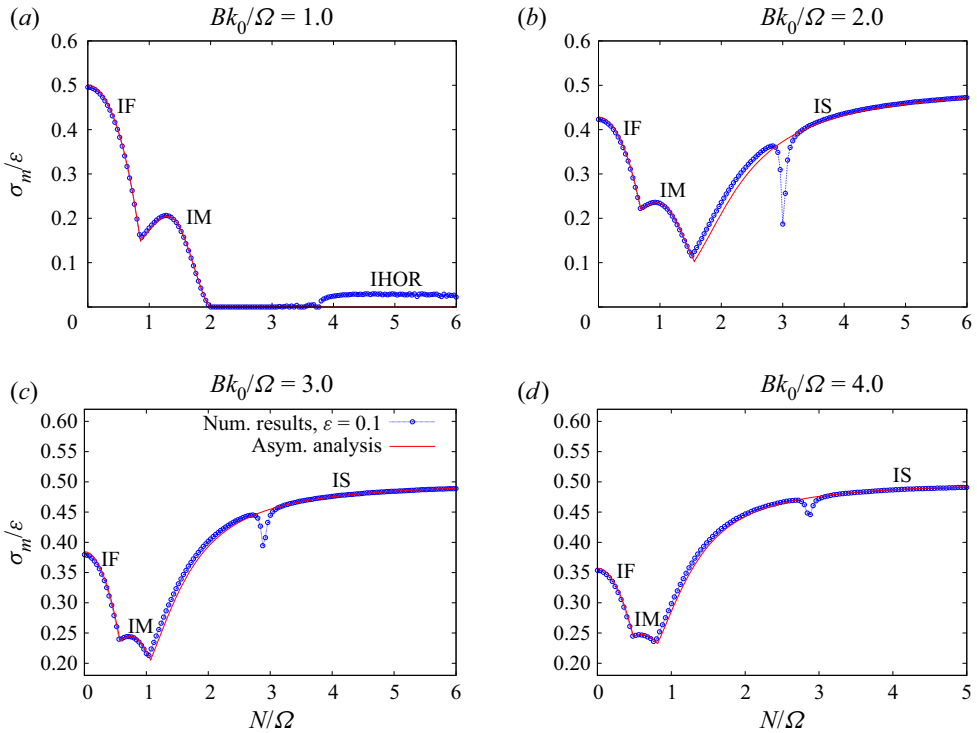 (a) Bk₀/Ω = 1.0
(b) Bk₀/Ω = 2.0
0.6 0.5 0.4 0.3 0.2 0.1
σₘ/ε
IF
IM
IHOR
0 1 2 3 4 5 6
0.6 0.5 0.4 0.3 0.2 0.1
IF
IM
IS
0 1 2 3 4 5 6
(c) Bk₀/Ω = 3.0
(d) Bk₀/Ω = 4.0
0.60 0.55 0.50 0.45 0.40 0.35 0.30 0.25 0.20
σₘ/ε
Num. results, ε = 0.1
Asym. analysis
IF
IM
IS
0 1 2 3 4 5 6
N/Ω
0.60 0.55 0.50 0.45 0.40 0.35 0.30 0.25 0.20
IF
IM
IS
0 1 2 3 4 5
N/Ω